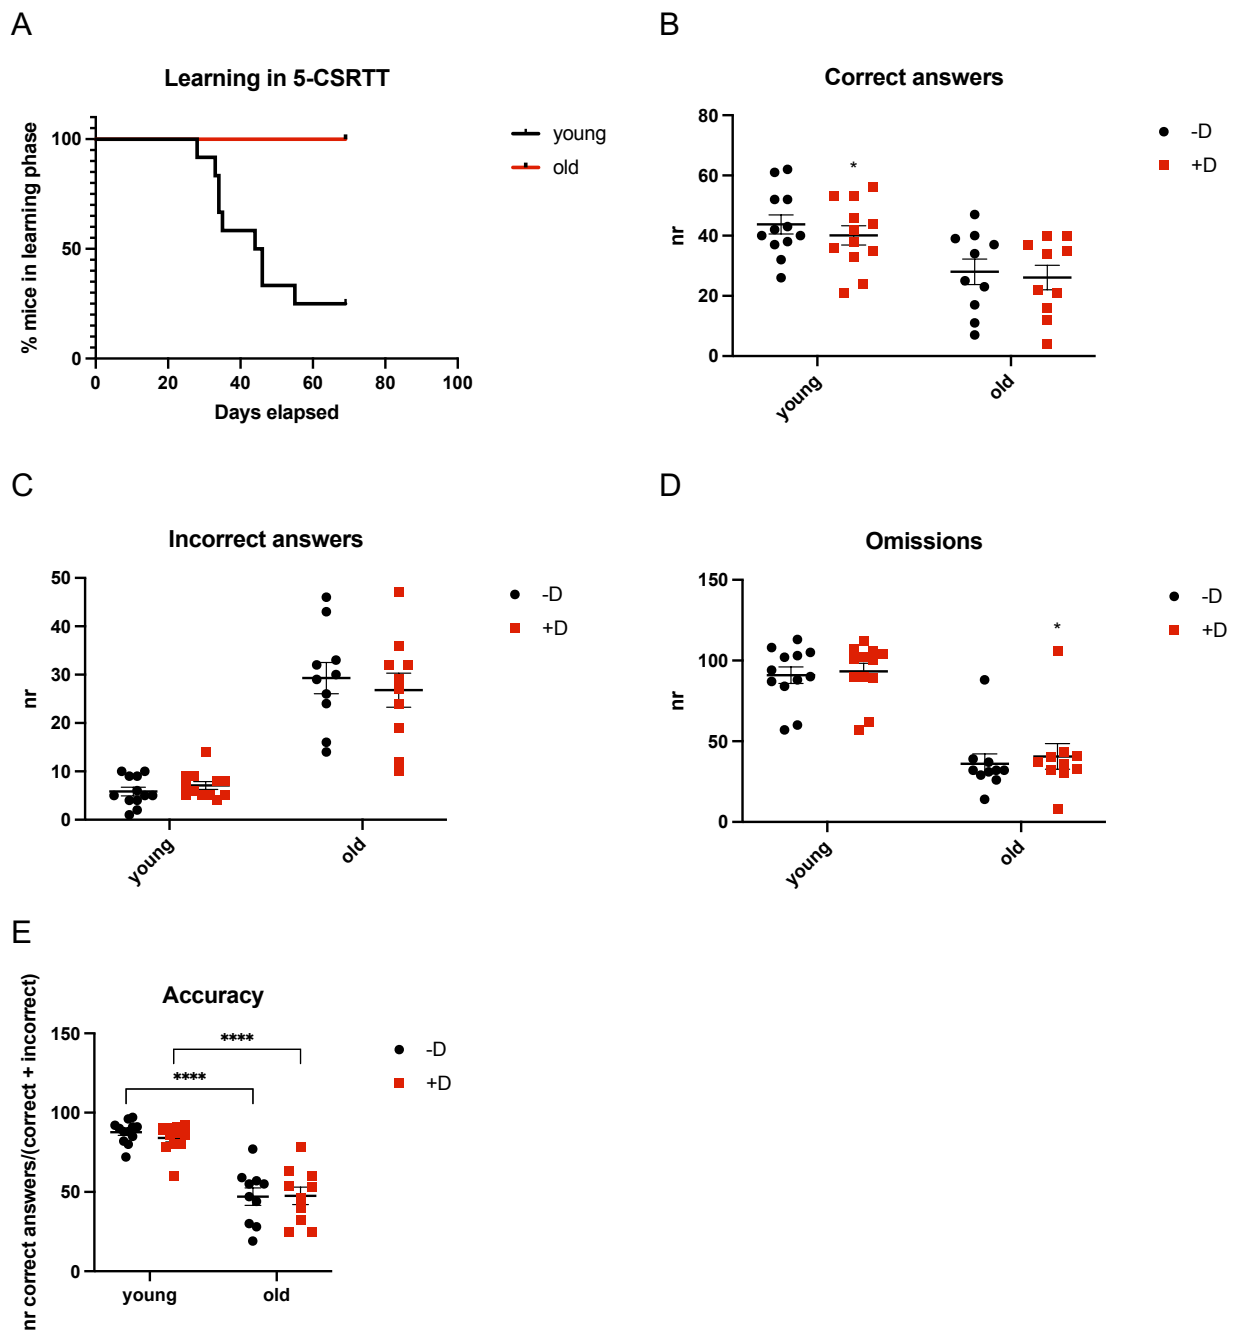 A
Learning in 5-CSRTT
% mice in learning phase
100
50
0
0 20 40 60 80 100
Days elapsed
young
old
B
Correct answers
nr
80
60
40
20
0
*
young old
-D
+D
C
Incorrect answers
nr
50
40
30
20
10
0
young old
-D
+D
D
Omissions
nr
150
100
50
0
*
young old
-D
+D
E
Accuracy
nr correct answers/(correct + incorrect)
150
100
50
0
****
****
young old
-D
+D